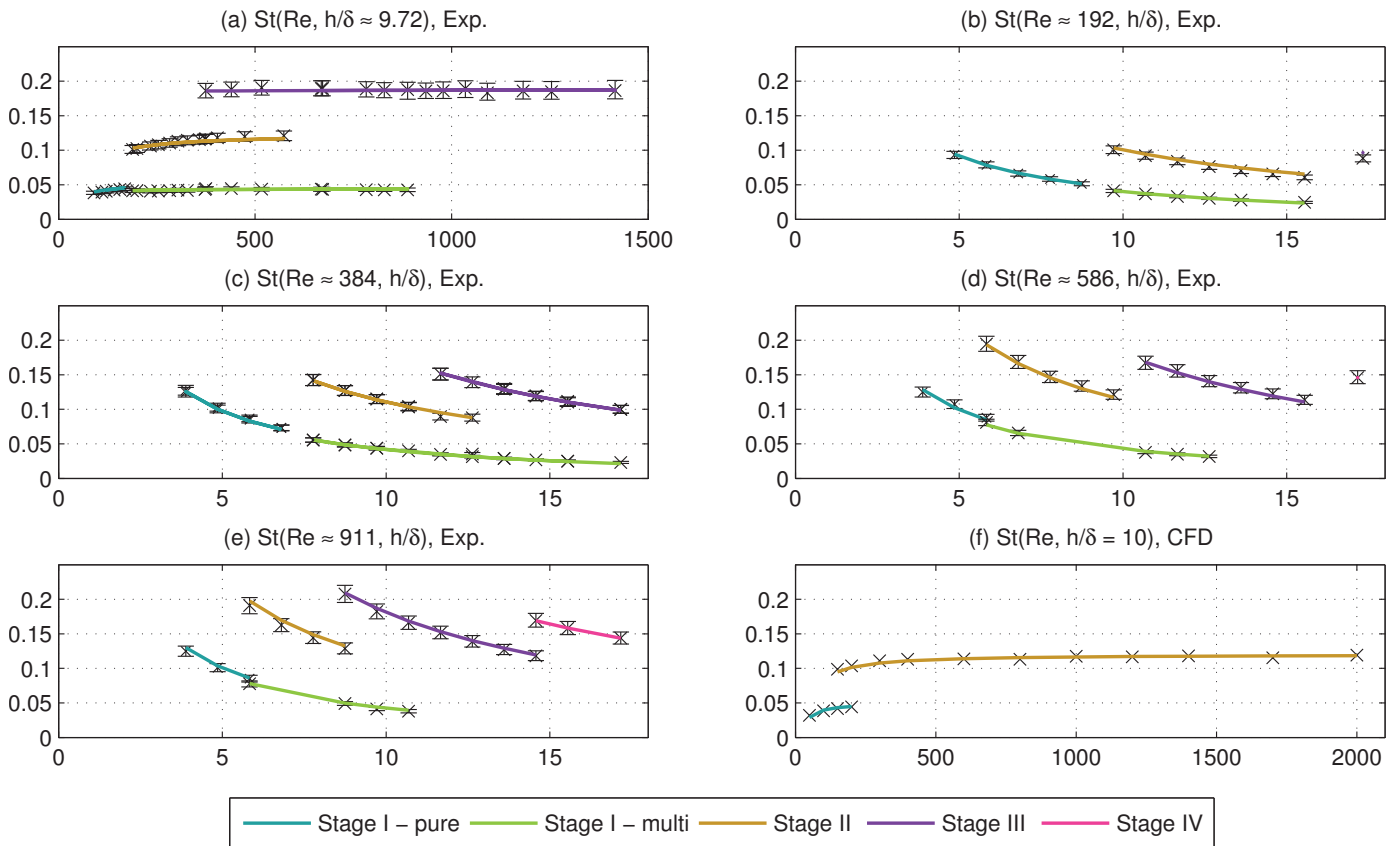 (a) St(Re, h/δ ≈ 9.72), Exp.
0.2
0.15
0.1
0.05
0
0 500 1000 1500
(b) St(Re ≈ 192, h/δ), Exp.
0.2
0.15
0.1
0.05
0
0 5 10 15
(c) St(Re ≈ 384, h/δ), Exp.
0.2
0.15
0.1
0.05
0
0 5 10 15
(d) St(Re ≈ 586, h/δ), Exp.
0.2
0.15
0.1
0.05
0
0 5 10 15
(e) St(Re ≈ 911, h/δ), Exp.
0.2
0.15
0.1
0.05
0
0 5 10 15
(f) St(Re, h/δ = 10), CFD
0.2
0.15
0.1
0.05
0
0 500 1000 1500 2000
Stage I − pure Stage I − multi Stage II Stage III Stage IV